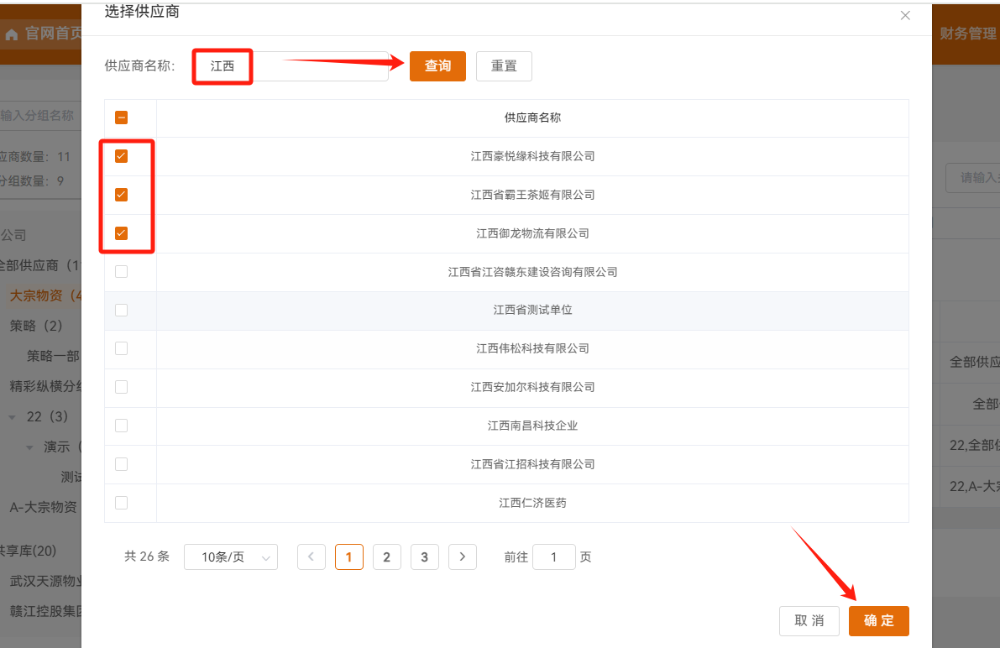 选择供应商
官网首页
财务管理
供应商名称：
江西
查询
重置
输入分组名称
供应商名称
应商数量： 11
江西豪悦缘科技有限公司
分组数量： 9
请输入
江西省霸王茶姬有限公司
公司
江西御龙物流有限公司
全部供应商（11
江西省江咨赣东建设咨询有限公司
大宗物资（4
江西省测试单位
策略（2）
江西伟松科技有限公司
策略一部
全部供应
精彩纵横分组
江西安加尔科技有限公司
全部
22（3）
江西南昌科技企业
演示（
22,全部供
测试
江西省江招科技有限公司
22,A-大宗
A-大宗物资
江西仁济医药
共享库(20)
共 26 条
10条/页
1
2
3
前往
1
页
武汉天源物业
赣江控股集团
取 消
确 定